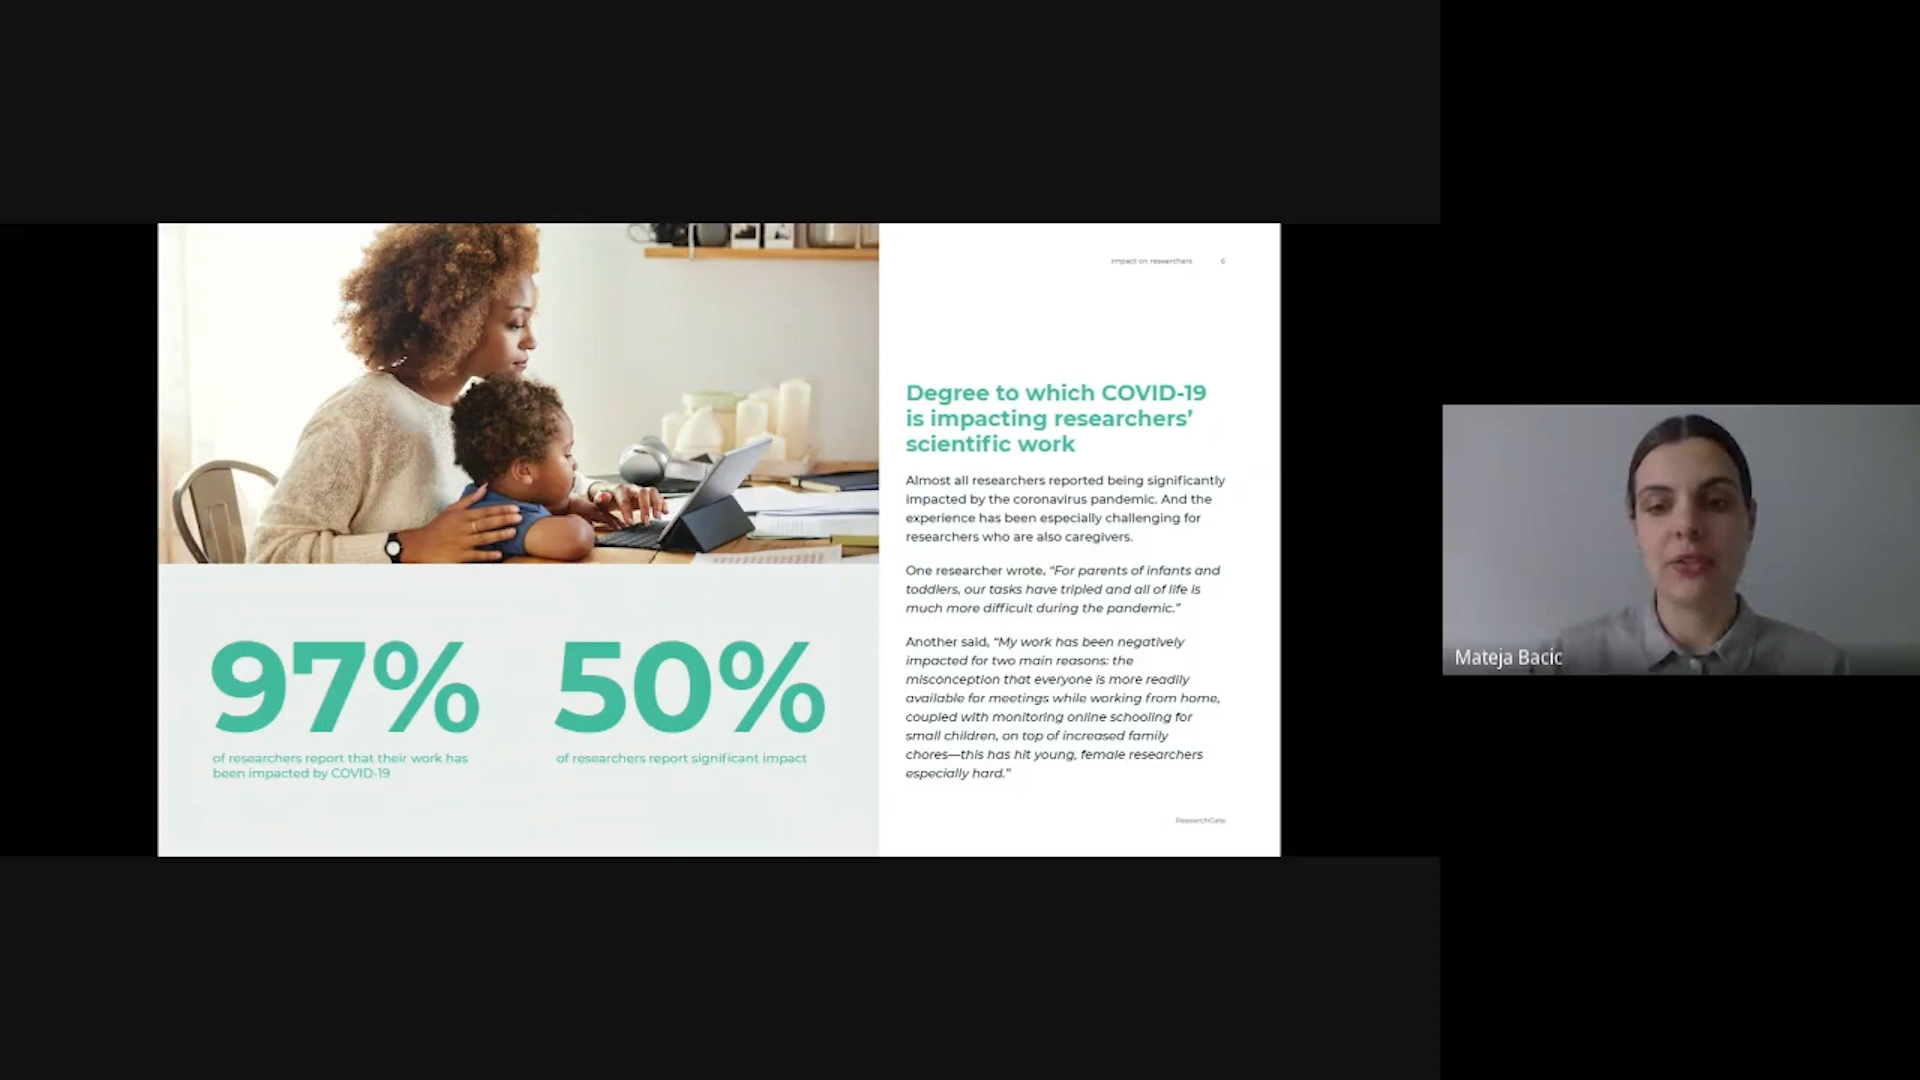 Impact on researchers 6
Degree to which COVID-19
is impacting researchers’
scientific work
Almost all researchers reported being significantly
impacted by the coronavirus pandemic. And the
experience has been especially challenging for
researchers who are also caregivers.
One researcher wrote, “For parents of infants and
toddlers, our tasks have tripled and all of life is
much more difficult during the pandemic.”
Another said, “My work has been negatively
impacted for two main reasons: the
misconception that everyone is more readily
available for meetings while working from home,
coupled with monitoring online schooling for
small children, on top of increased family
chores—this has hit young, female researchers
especially hard.”
ResearchGate
97%
of researchers report that their work has
been impacted by COVID-19
50%
of researchers report significant impact
Mateja Bacic